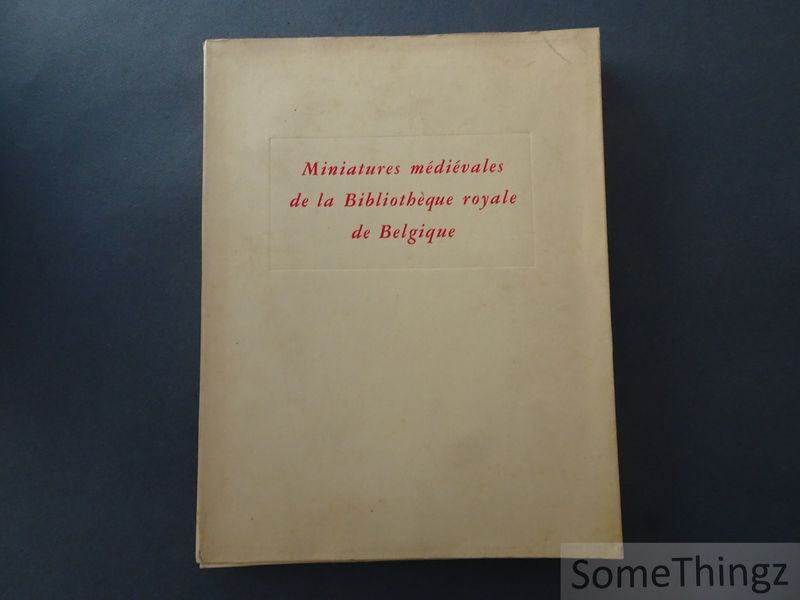 Miniatures médiévales
de la Bibliothèque royale
de Belgique
SomeThingz